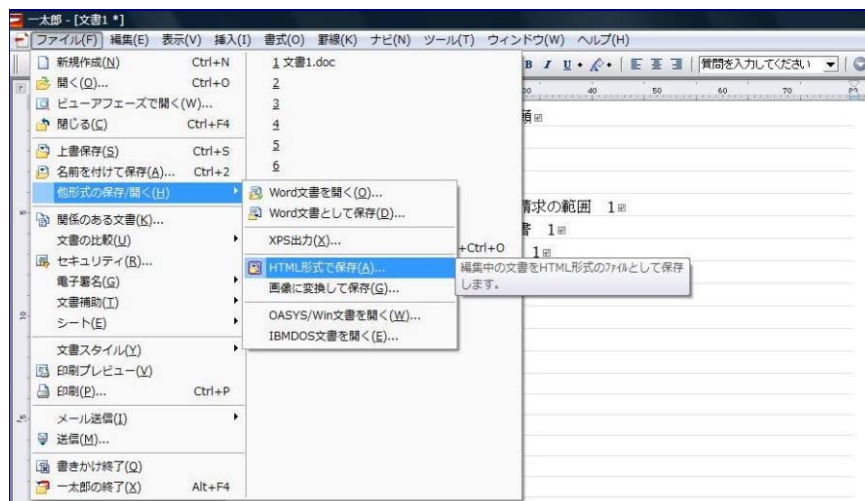 一太郎 - [文書1 *]
ファイル(F) 編集(E) 表示(V) 挿入(I) 書式(O) 罫線(K) ナビ(N) ツール(T) ウィンドウ(W) ヘルプ(H)
B I U 質問を入力してください
30 40 50 60 70 80
新規作成(N) Ctrl+N
開く(O)... Ctrl+O
ビューアフェーズで開く(W)...
閉じる(C) Ctrl+F4
上書保存(S) Ctrl+S
名前を付けて保存(A)... Ctrl+2
他形式の保存/開く(H)
関係のある文書(K)...
文書の比較(U)
セキュリティ(R)...
電子署名(G)
文書補助(T)
シート(E)
文書スタイル(Y)
印刷プレビュー(V)
印刷(P)... Ctrl+P
メール送信(I)
送信(M)...
書きかけ終了(Q)
一太郎の終了(X) Alt+F4
1 文書1.doc
2
3
4
5
6
Word文書を開く(O)...
Word文書として保存(D)...
XPS出力(X)...
HTML形式で保存(A)...
画像に変換して保存(G)...
OASYS/Win文書を開く(W)...
IBMDOS文書を開く(E)...
+Ctrl+O
編集中の文書をHTML形式のファイルとして保存
します。
請求の範囲 1
書 1
1